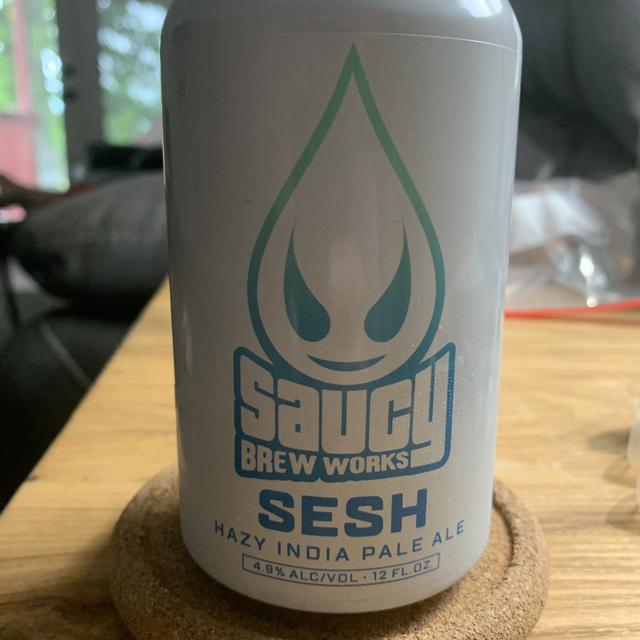 saucy
BREW WORKS
SESH
HAZY INDIA PALE ALE
4.8% ALC/VOL · 12 FL OZ.